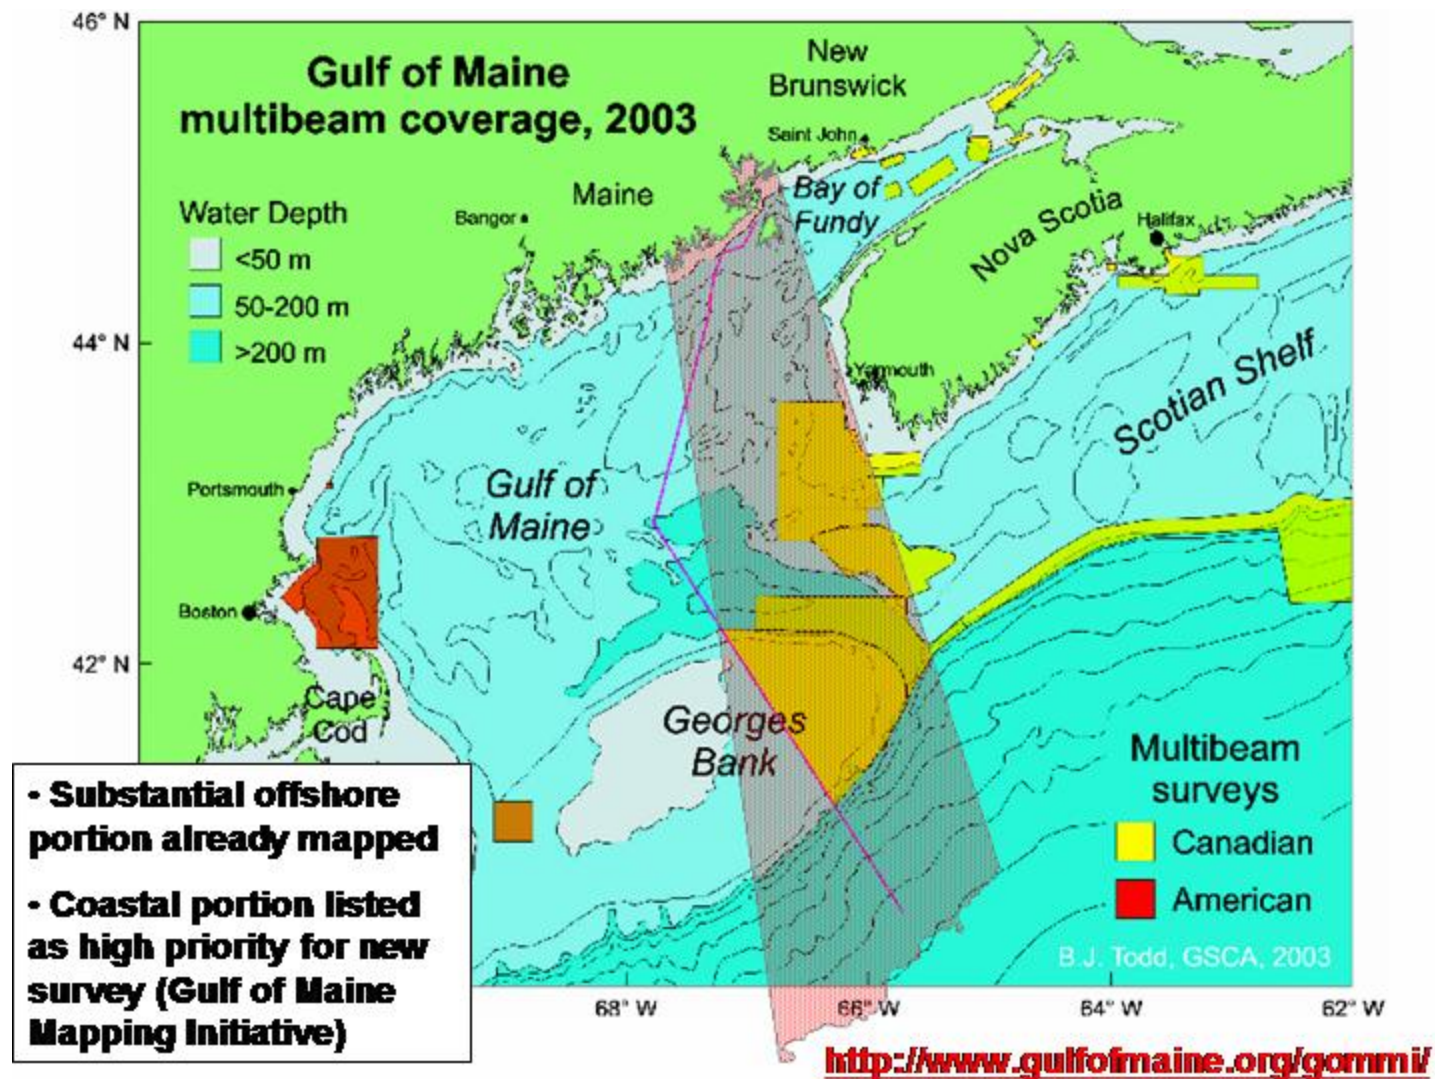 46° N
Gulf of Maine
multibeam coverage, 2003
New
Brunswick
Saint John
Maine
Bay of
Fundy
Nova Scotia
Halifax
Bangor
Water Depth
<50 m
50-200 m
>200 m
44° N
Yarmouth
Scotian Shelf
Gulf of
Maine
Portsmouth
Boston
42° N
Cape
Cod
Georges
Bank
Multibeam
surveys
Canadian
American
B.J. Todd, GSCA, 2003
• Substantial offshore
portion already mapped
• Coastal portion listed
as high priority for new
survey (Gulf of Maine
Mapping Initiative)
68° W
66° W
64° W
62° W
http://www.gulfofmaine.org/gommi/